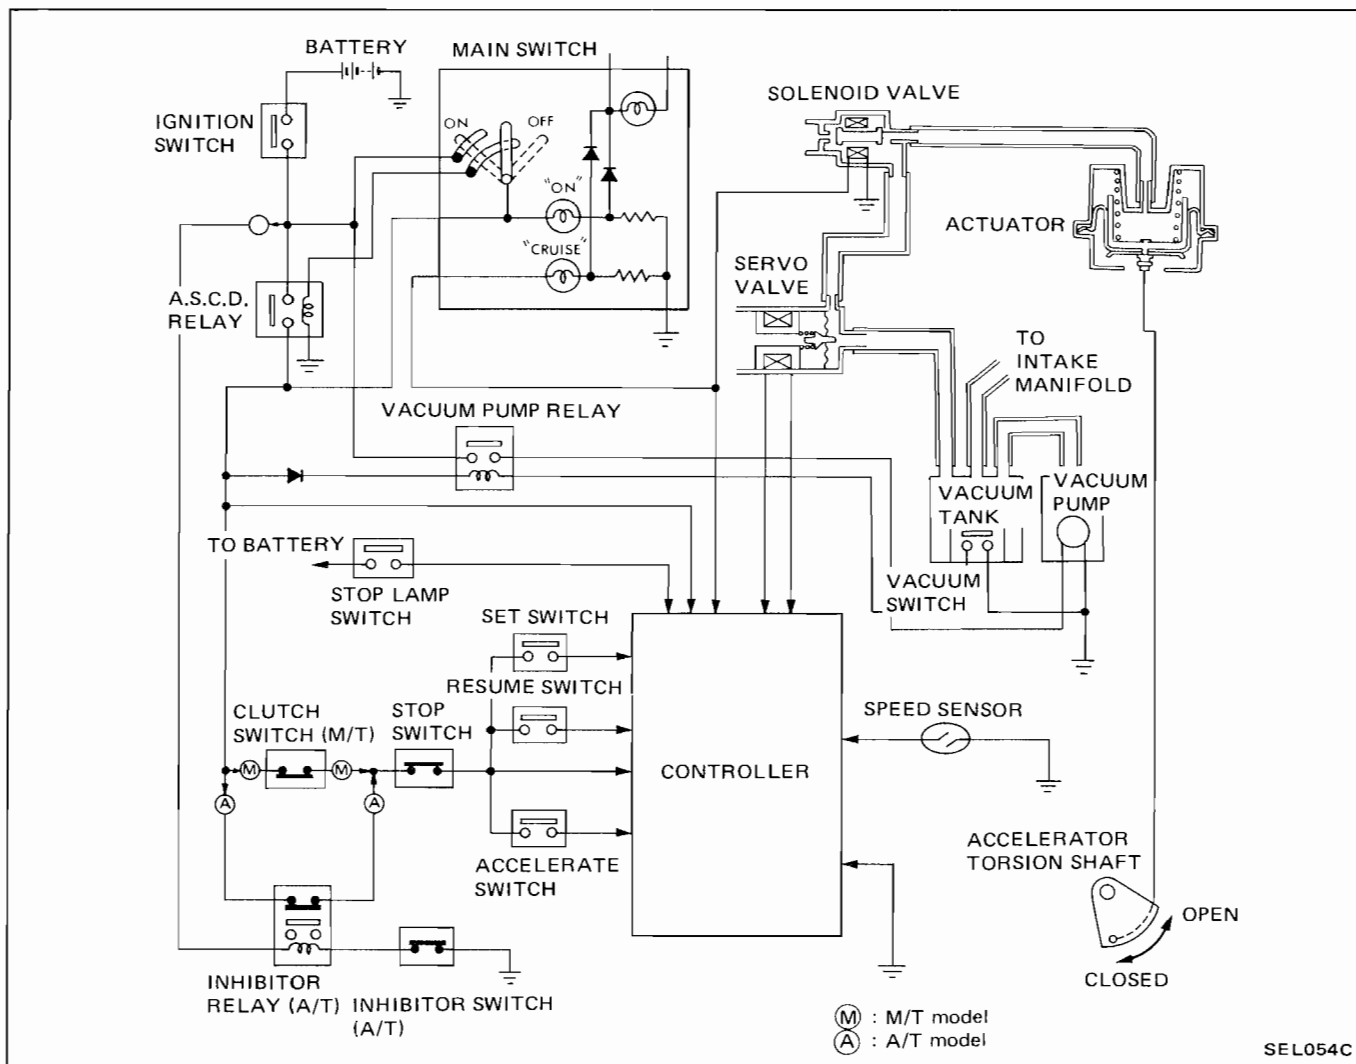 BATTERY
MAIN SWITCH
SOLENOID VALVE
IGNITION
SWITCH
ON
OFF
"ON"
ACTUATOR
"CRUISE"
SERVO
VALVE
A.S.C.D.
RELAY
TO
INTAKE
MANIFOLD
VACUUM PUMP RELAY
VACUUM
TANK
VACUUM
PUMP
TO BATTERY
STOP LAMP
SWITCH
VACUUM
SWITCH
SET SWITCH
RESUME SWITCH
CLUTCH
SWITCH (M/T)
STOP
SWITCH
SPEED SENSOR
M
M
CONTROLLER
A
A
ACCELERATE
SWITCH
ACCELERATOR
TORSION SHAFT
OPEN
CLOSED
INHIBITOR
RELAY (A/T)
INHIBITOR SWITCH
(A/T)
M : M/T model
A : A/T model
SEL054C